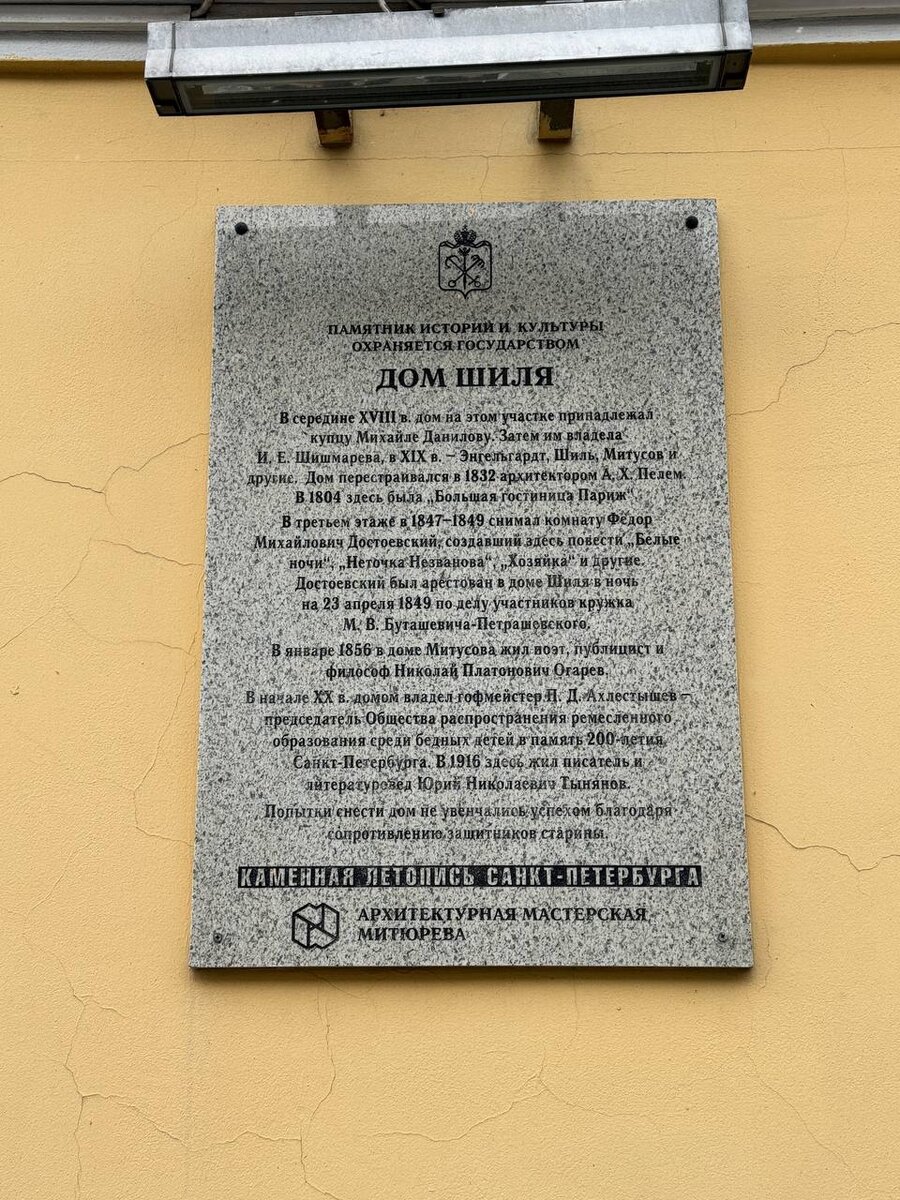 ПАМЯТНИК ИСТОРИИ И КУЛЬТУРЫ
ОХРАНЯЕТСЯ ГОСУДАРСТВОМ
ДОМ ШИЛЯ
В середине XVIII в. дом на этом участке принадлежал
купцу Михайле Данилову. Затем им владела
И. Е. Шишмарева, в XIX в. – Энгельгардт, Шиль, Митусов и
другие. Дом перестраивался в 1832 архитектором А. Х. Пелем.
В 1804 здесь была „Большая гостиница Париж“.
В третьем этаже в 1847–1849 снимал комнату Федор
Михайлович Достоевский, создавший здесь повести „Белые
ночи“, „Неточка Незванова“, „Хозяйка“ и другие.
Достоевский был арестован в доме Шиля в ночь
на 23 апреля 1849 по делу участников кружка
М. В. Буташевича-Петрашевского.
В январе 1856 в доме Митусова жил поэт, публицист и
философ Николай Платонович Огарев.
В начале XX в. домом владел гофмейстер П. Д. Ахлестышев –
председатель Общества распространения ремесленного
образования среди бедных детей в память 200-летия
Санкт-Петербурга. В 1916 здесь жил писатель и
литературовед Юрий Николаевич Тынянов.
Попытки снести дом не увенчались успехом благодаря
сопротивлению защитников старины.
КАМЕННАЯ ЛЕТОПИСЬ САНКТ-ПЕТЕРБУРГА
АРХИТЕКТУРНАЯ МАСТЕРСКАЯ
МИТЮРЕВА